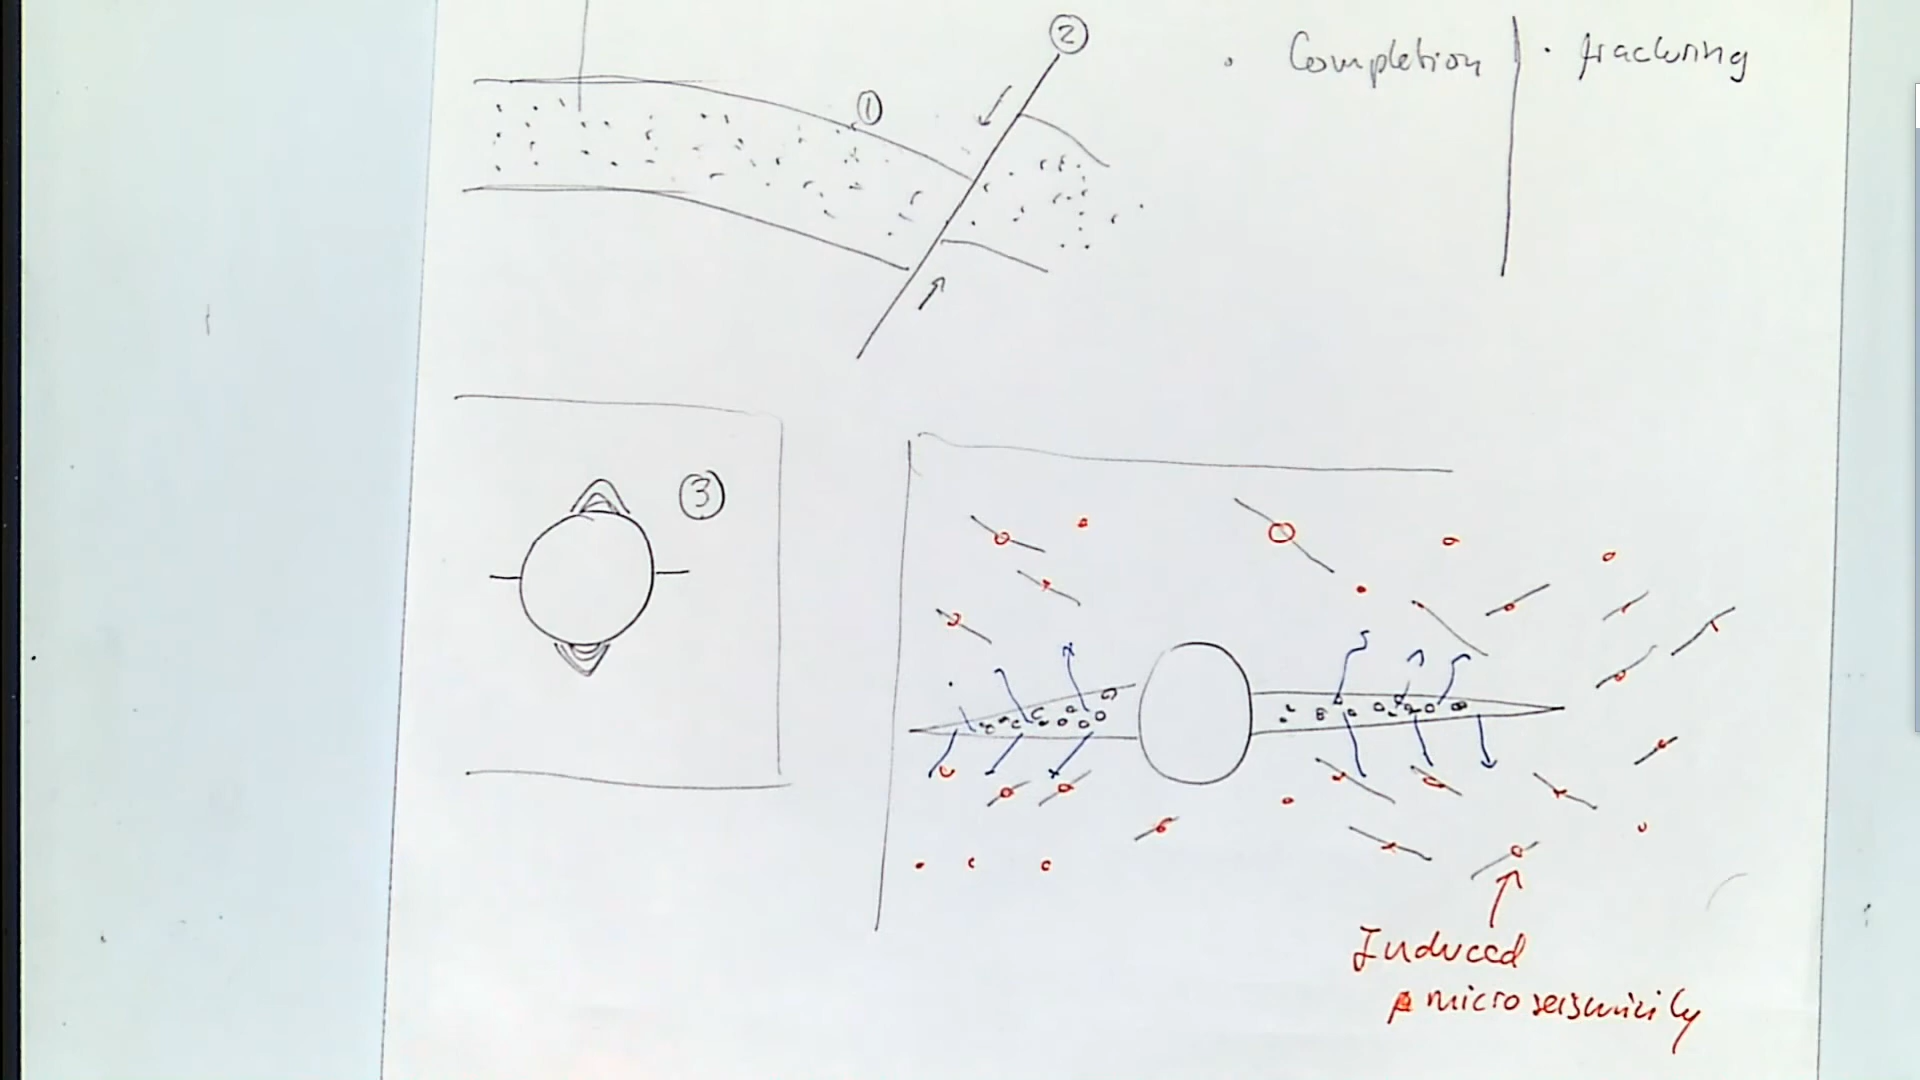 ②
• Completion | • fracturing
①
③
Induced
microseismicity